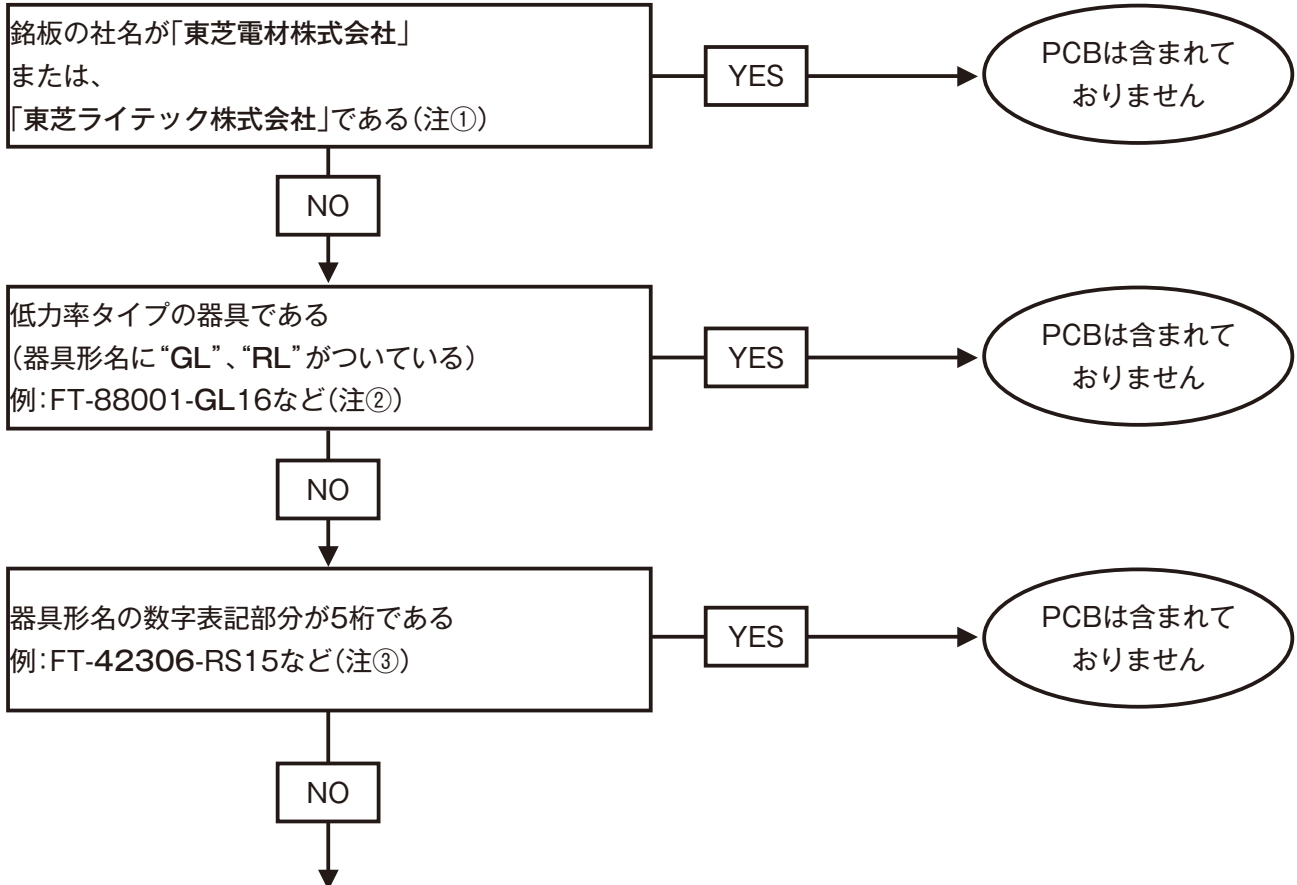 銘板の社名が「東芝電材株式会社」
または、
「東芝ライテック株式会社」である(注①)
YES
PCBは含まれて
おりません
NO
低力率タイプの器具である
(器具形名に“GL”、“RL”がついている)
例:FT-88001-GL16など(注②)
YES
PCBは含まれて
おりません
NO
器具形名の数字表記部分が5桁である
例:FT-42306-RS15など(注③)
YES
PCBは含まれて
おりません
NO